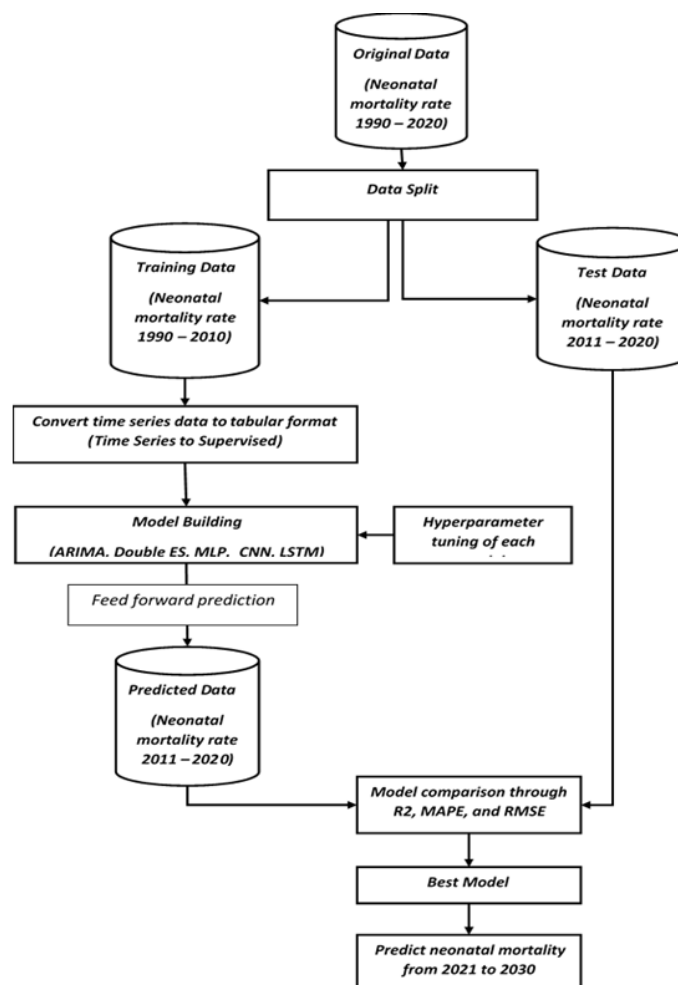 Original Data
(Neonatal
mortality rate
1990 – 2020)
Data Split
Training Data
(Neonatal
mortality rate
1990 – 2010)
Test Data
(Neonatal
mortality rate
2011 – 2020)
Convert time series data to tabular format
(Time Series to Supervised)
Model Building
(ARIMA, Double ES, MLP, CNN, LSTM)
Hyperparameter
tuning of each
Feed forward prediction
Predicted Data
(Neonatal
mortality rate
2011 – 2020)
Model comparison through
R2, MAPE, and RMSE
Best Model
Predict neonatal mortality
from 2021 to 2030